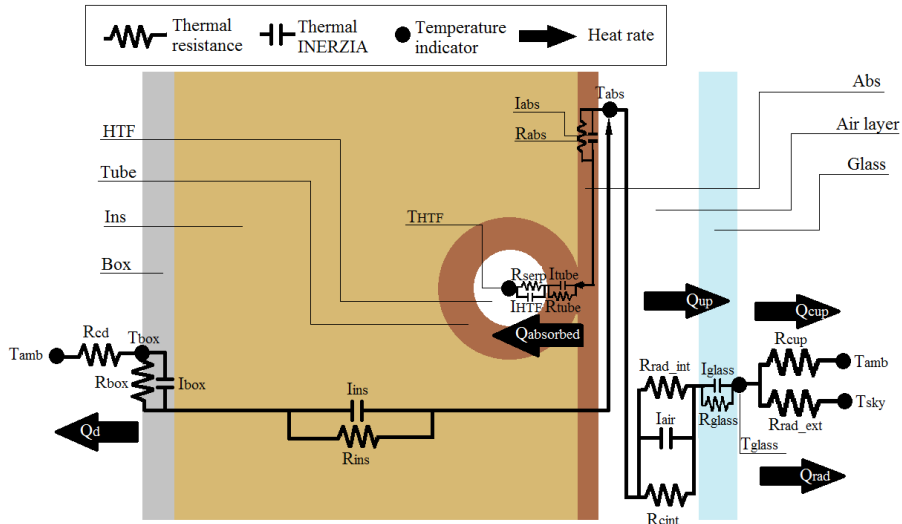 Thermal
resistance
Thermal
INERZIA
Temperature
indicator
Heat rate
Tabs
Abs
Iabs
HTF
Rabs
Air layer
Tube
Glass
Ins
THTF
Box
Rserp
Itube
IHTF
Rtube
Qup
Qcup
Qabsorbed
Rcd
Tbox
Tamb
Rbox
Ibox
Rcup
Rrad_int
Iglass
Tamb
Iins
Rglass
Tsky
Iair
Rrad_ext
Qd
Rins
Tglass
Qrad
Rcint